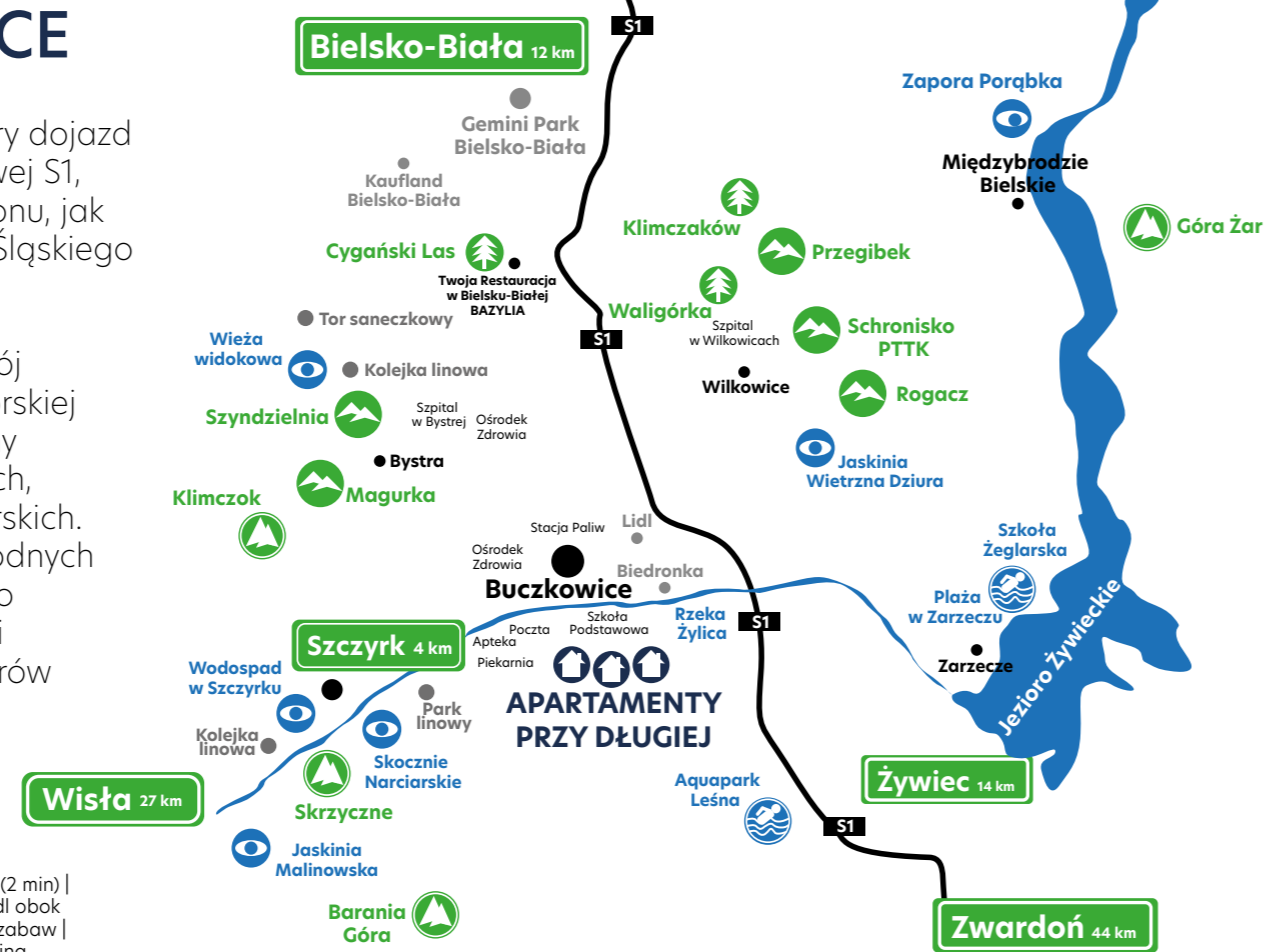 CE
ry dojazd
wej S1,
onu, jak
Śląskiego
ój
rskiej
y
ch,
rskich.
odnych
o
i
rów
(2 min) |
dl obok
zabaw |
S1
Bielsko-Biała 12 km
Gemini Park
Bielsko-Biała
Kaufland
Bielsko-Biała
Cygański Las
Twoja Restauracja
w Bielsku-Białej
BAZYLIA
Tor saneczkowy
Wieża
widokowa
Kolejka linowa
Szyndzielnia
Szpital
w Bystrej
Ośrodek
Zdrowia
Bystra
Magurka
Klimczok
Zapora Porąbka
Międzybrodzie
Bielskie
Góra Żar
Klimczaków
Przegibek
Waligórka
S1
Szpital
w Wilkowicach
Schronisko
PTTK
Wilkowice
Rogacz
Jaskinia
Wietrzna Dziura
Stacja Paliw
Lidl
Ośrodek
Zdrowia
Buczkowice
Biedronka
Szkoła
Żeglarska
Plaża
w Zarzeczu
Rzeka
Żylica
S1
Szkoła
Podstawowa
Poczta
Apteka
Piekarnia
Szczyrk 4 km
Zarzecze
Jezioro Żywieckie
APARTAMENTY
PRZY DŁUGIEJ
Wodospad
w Szczyrku
Kolejka
linowa
Park
linowy
Skocznie
Narciarskie
Wisła 27 km
Skrzyczne
Jaskinia
Malinowska
Barania
Góra
Aquapark
Leśna
Żywiec 14 km
S1
Zwardoń 44 km